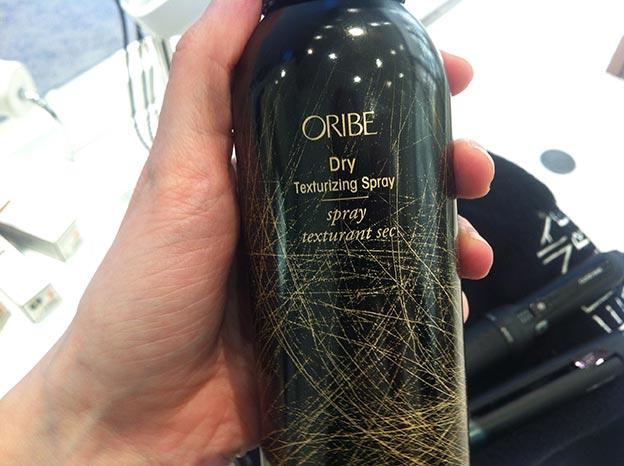 ORIBE
Dry
Texturizing Spray
spray
texturant sec